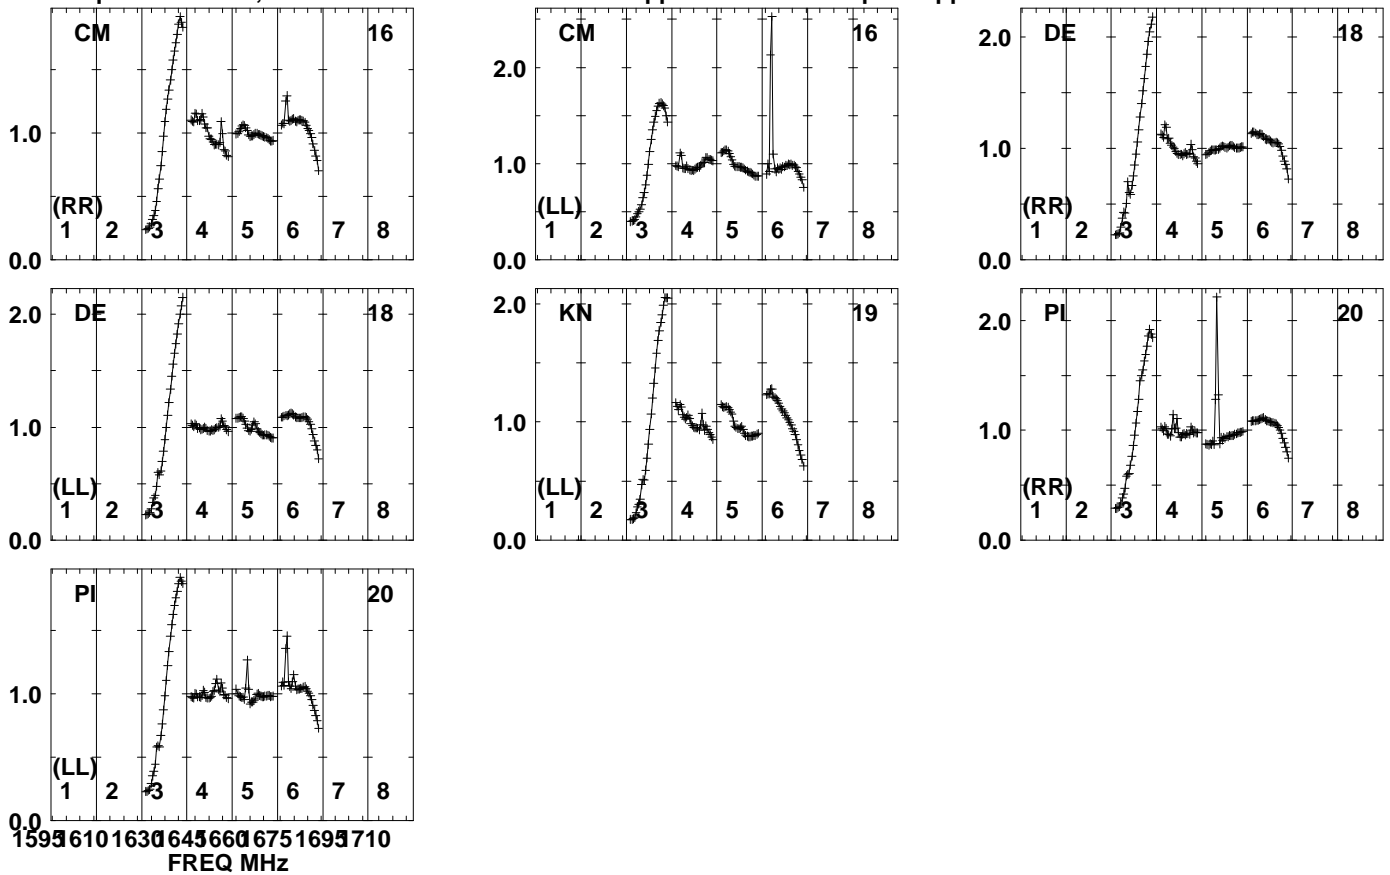 CM 16 CM 16 DE 18
2.0 2.0
1.0 1.0 1.0
(RR) (LL) (RR)
1 2 3 4 5 6 7 8 1 2 3 4 5 6 7 8 1 2 3 4 5 6 7 8
0.0 0.0 0.0
DE 18 KN 19 PI 20
2.0 2.0 2.0
1.0 1.0 1.0
(LL) (LL) (RR)
1 2 3 4 5 6 7 8 1 2 3 4 5 6 7 8 1 2 3 4 5 6 7 8
0.0 0.0 0.0
PI 20
1.0
(LL)
1 2 3 4 5 6 7 8
0.0
1595 1610 1630 1645 1660 1675 1695 1710
FREQ MHz